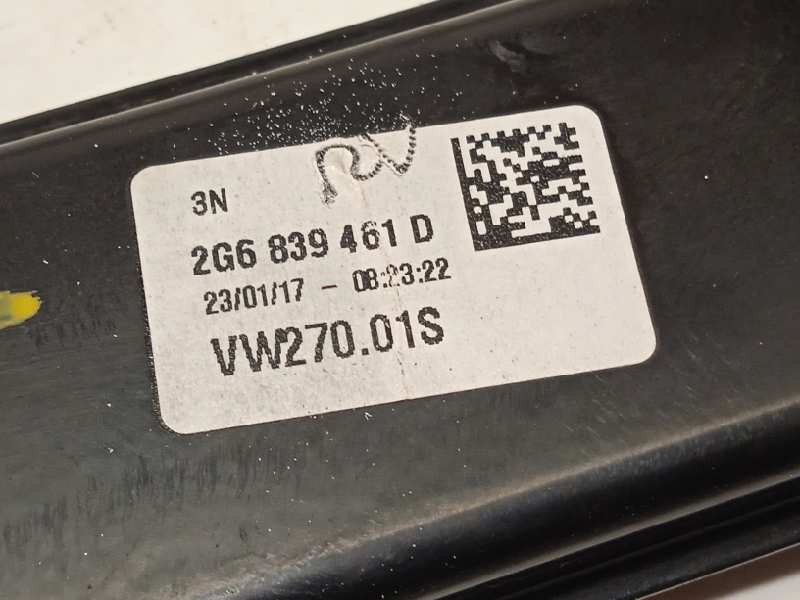 3N
2G6 839 461 D
23/01/17 - 08:23:22
VW270.01S